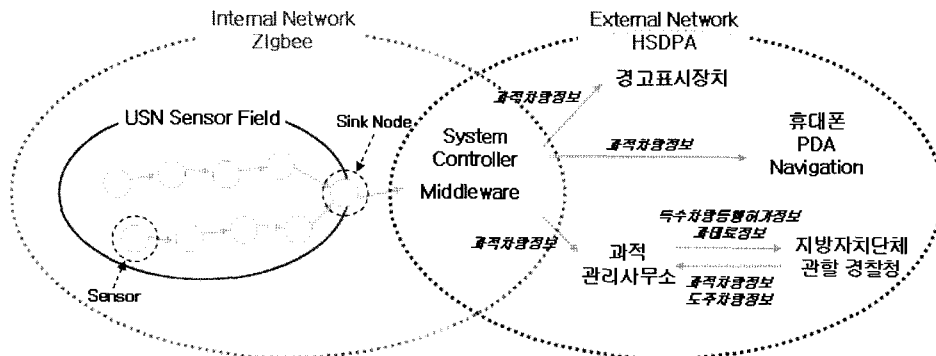 Internal Network
Zigbee
External Network
HSDPA
USN Sensor Field
Sink Node
System
Controller
Middleware
Sensor
과적차량정보
경고표시장치
과적차량정보
휴대폰
PDA
Navigation
과적차량정보
과적
관리사무소
특수차량통행허가정보
과태료정보
과적차량정보
도주차량정보
지방자치단체
관할 경찰청